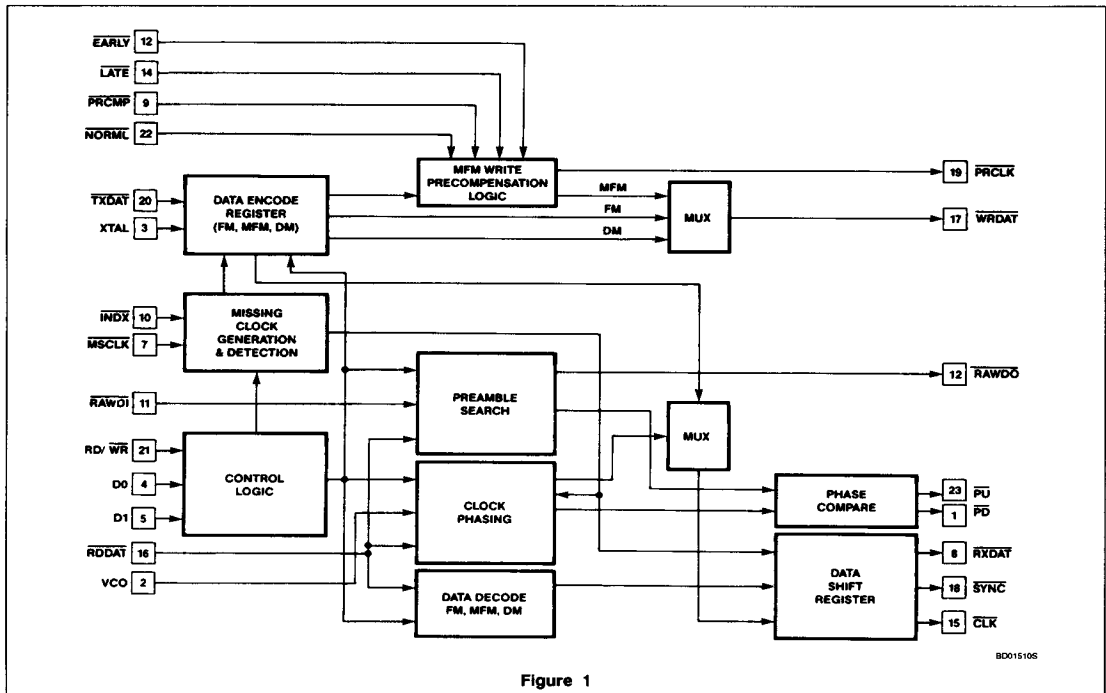 EARLY 12
LATE 14
PRCMP 9
NORML 22
MFM WRITE
PRECOMPENSATION
LOGIC
19 PRCLK
TXDAT 20
XTAL 3
DATA ENCODE
REGISTER
(FM, MFM, DM)
MFM
FM
DM
MUX
17 WRDAT
INDX 10
MSCLK 7
MISSING
CLOCK
GENERATION
& DETECTION
RAWDI 11
PREAMBLE
SEARCH
12 RAWDO
MUX
RD/WR 21
D0 4
D1 5
CONTROL
LOGIC
CLOCK
PHASING
PHASE
COMPARE
23 PU
1 PD
RDDAT 16
VCO 2
DATA DECODE
FM, MFM, DM
DATA
SHIFT
REGISTER
8 RXDAT
18 SYNC
15 CLK
BD01510S
Figure 1